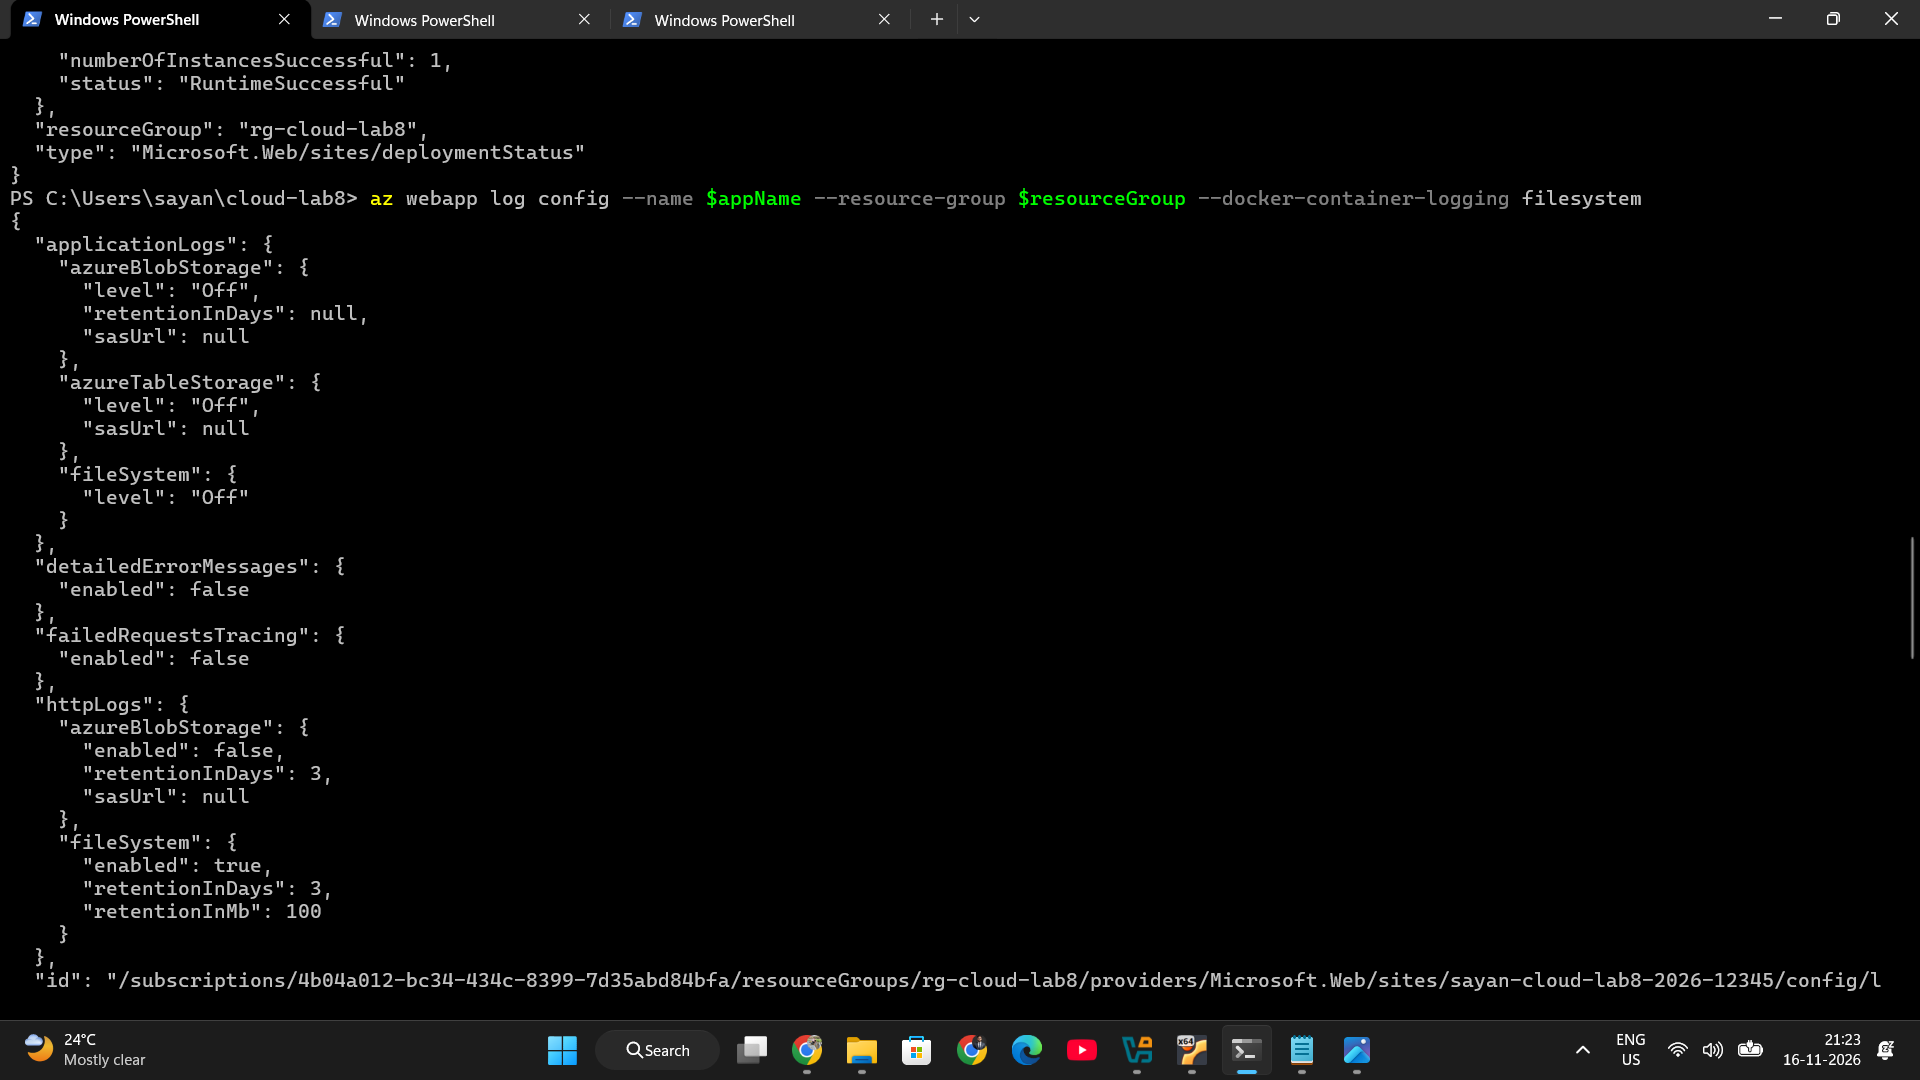 Windows PowerShell
Windows PowerShell
Windows PowerShell
"numberOfInstancesSuccessful": 1,
"status": "RuntimeSuccessful"
},
"resourceGroup": "rg-cloud-lab8",
"type": "Microsoft.Web/sites/deploymentStatus"
}
PS C:\Users\sayan\cloud-lab8> az webapp log config --name $appName --resource-group $resourceGroup --docker-container-logging filesystem
{
"applicationLogs": {
"azureBlobStorage": {
"level": "Off",
"retentionInDays": null,
"sasUrl": null
},
"azureTableStorage": {
"level": "Off",
"sasUrl": null
},
"fileSystem": {
"level": "Off"
}
},
"detailedErrorMessages": {
"enabled": false
},
"failedRequestsTracing": {
"enabled": false
},
"httpLogs": {
"azureBlobStorage": {
"enabled": false,
"retentionInDays": 3,
"sasUrl": null
},
"fileSystem": {
"enabled": true,
"retentionInDays": 3,
"retentionInMb": 100
}
},
"id": "/subscriptions/4b04a012-bc34-434c-8399-7d35abd84bfa/resourceGroups/rg-cloud-lab8/providers/Microsoft.Web/sites/sayan-cloud-lab8-2026-12345/config/l
24°C
Mostly clear
Search
x64
ENG
US
21:23
16-11-2026